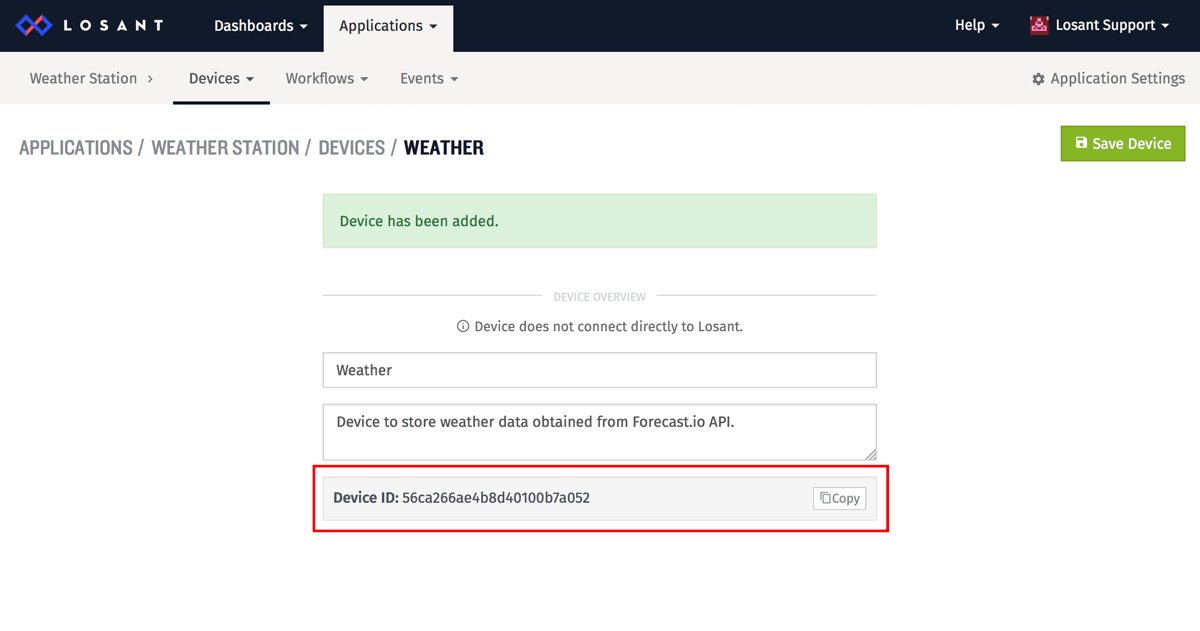 LOSANT Dashboards Applications Help Losant Support
Weather Station Devices Workflows Events Application Settings
APPLICATIONS / WEATHER STATION / DEVICES / WEATHER Save Device
Device has been added.
DEVICE OVERVIEW
Device does not connect directly to Losant.
Weather
Device to store weather data obtained from Forecast.io API.
Device ID: 56ca266ae4b8d40100b7a052 Copy